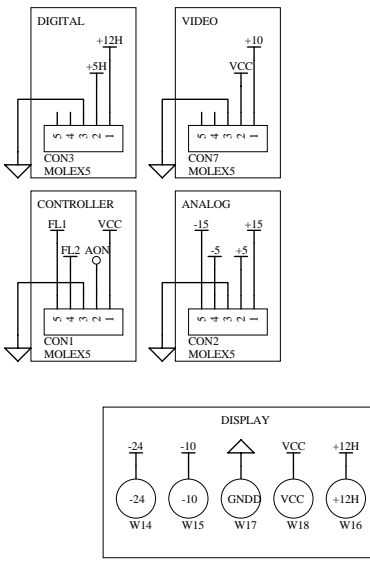 DIGITAL
+12H
+5H
5 4 3 2 1
CON3
MOLEX5
VIDEO
+10
VCC
5 4 3 2 1
CON7
MOLEX5
CONTROLLER
FL1 VCC
FL2 AON
5 4 3 2 1
CON1
MOLEX5
ANALOG
-15 +15
-5 +5
5 4 3 2 1
CON2
MOLEX5
DISPLAY
-24 -10 VCC +12H
-24 -10 GNDD VCC +12H
W14 W15 W17 W18 W16